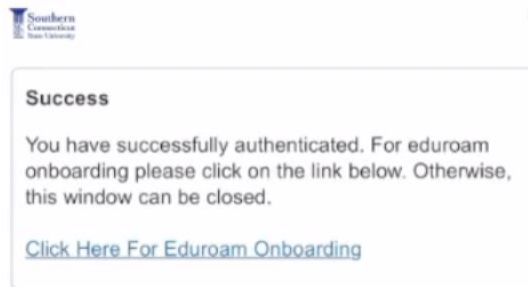 Southern
Connecticut
State University
Success
You have successfully authenticated. For eduroam
onboarding please click on the link below. Otherwise,
this window can be closed.
Click Here For Eduroam Onboarding